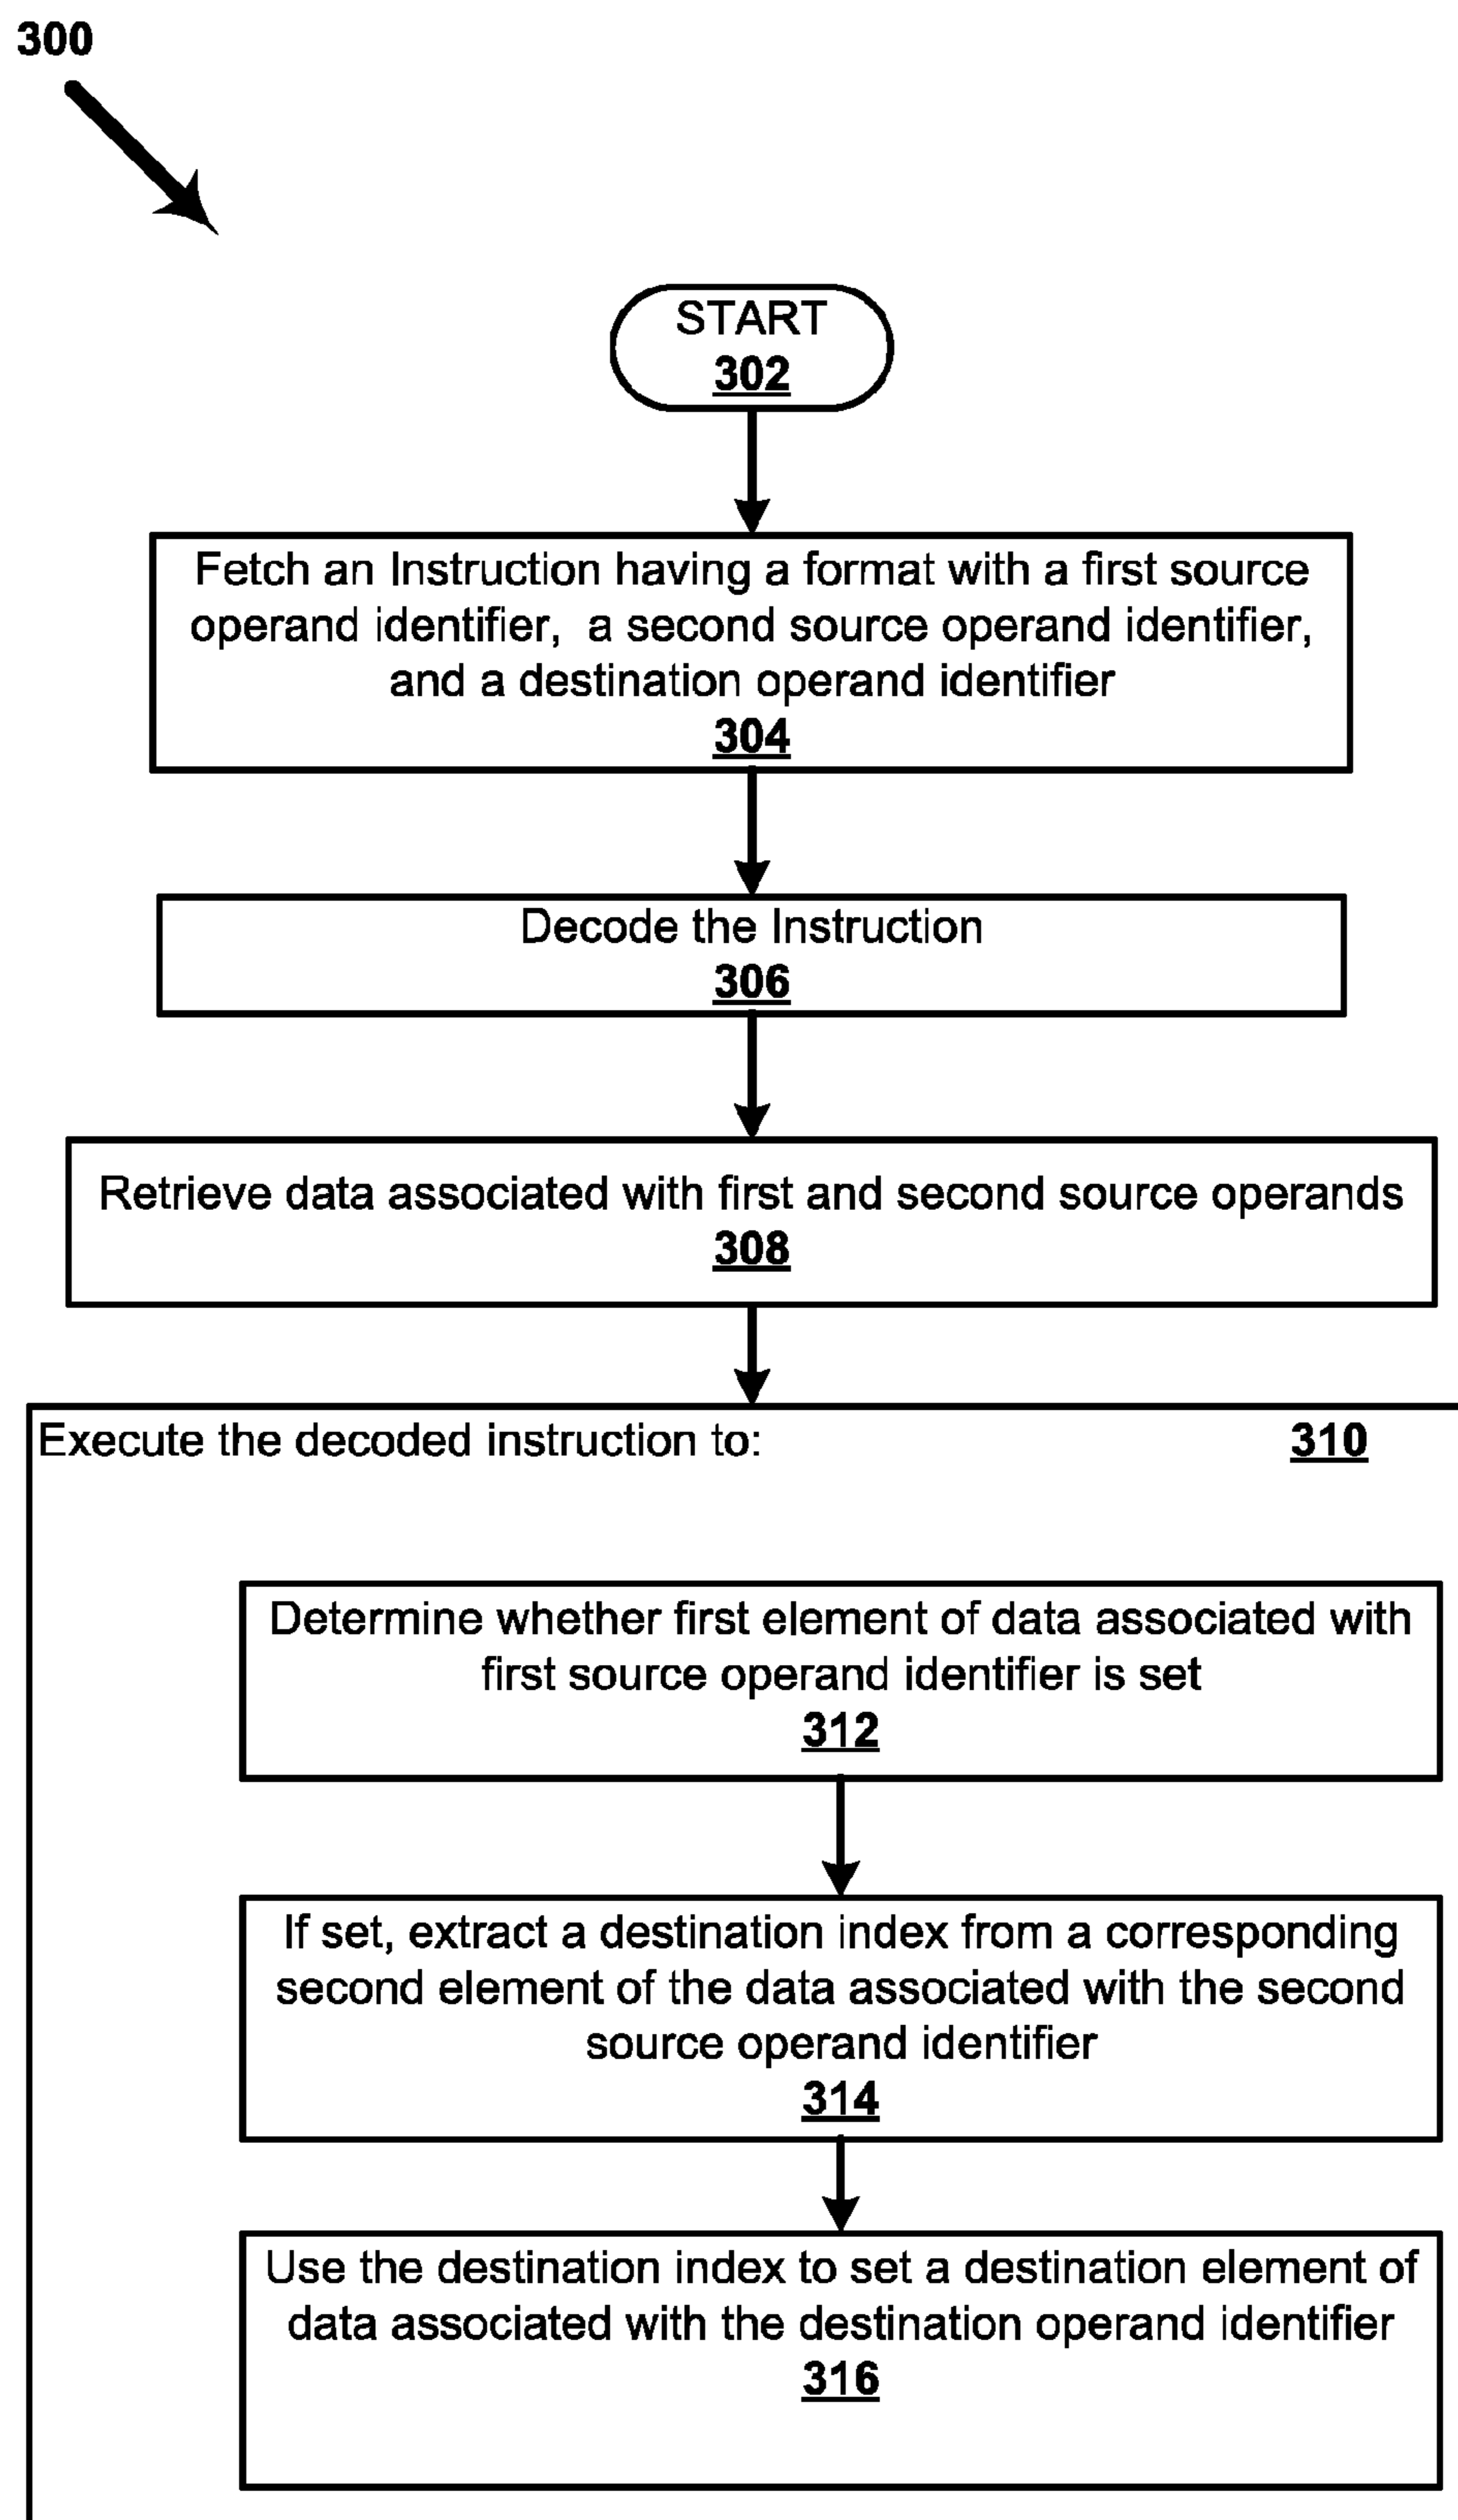 300
START
302
Fetch an Instruction having a format with a first source
operand identifier, a second source operand identifier,
and a destination operand identifier
304
Decode the Instruction
306
Retrieve data associated with first and second source operands
308
Execute the decoded instruction to: 310
Determine whether first element of data associated with
first source operand identifier is set
312
If set, extract a destination index from a corresponding
second element of the data associated with the second
source operand identifier
314
Use the destination index to set a destination element of
data associated with the destination operand identifier
316